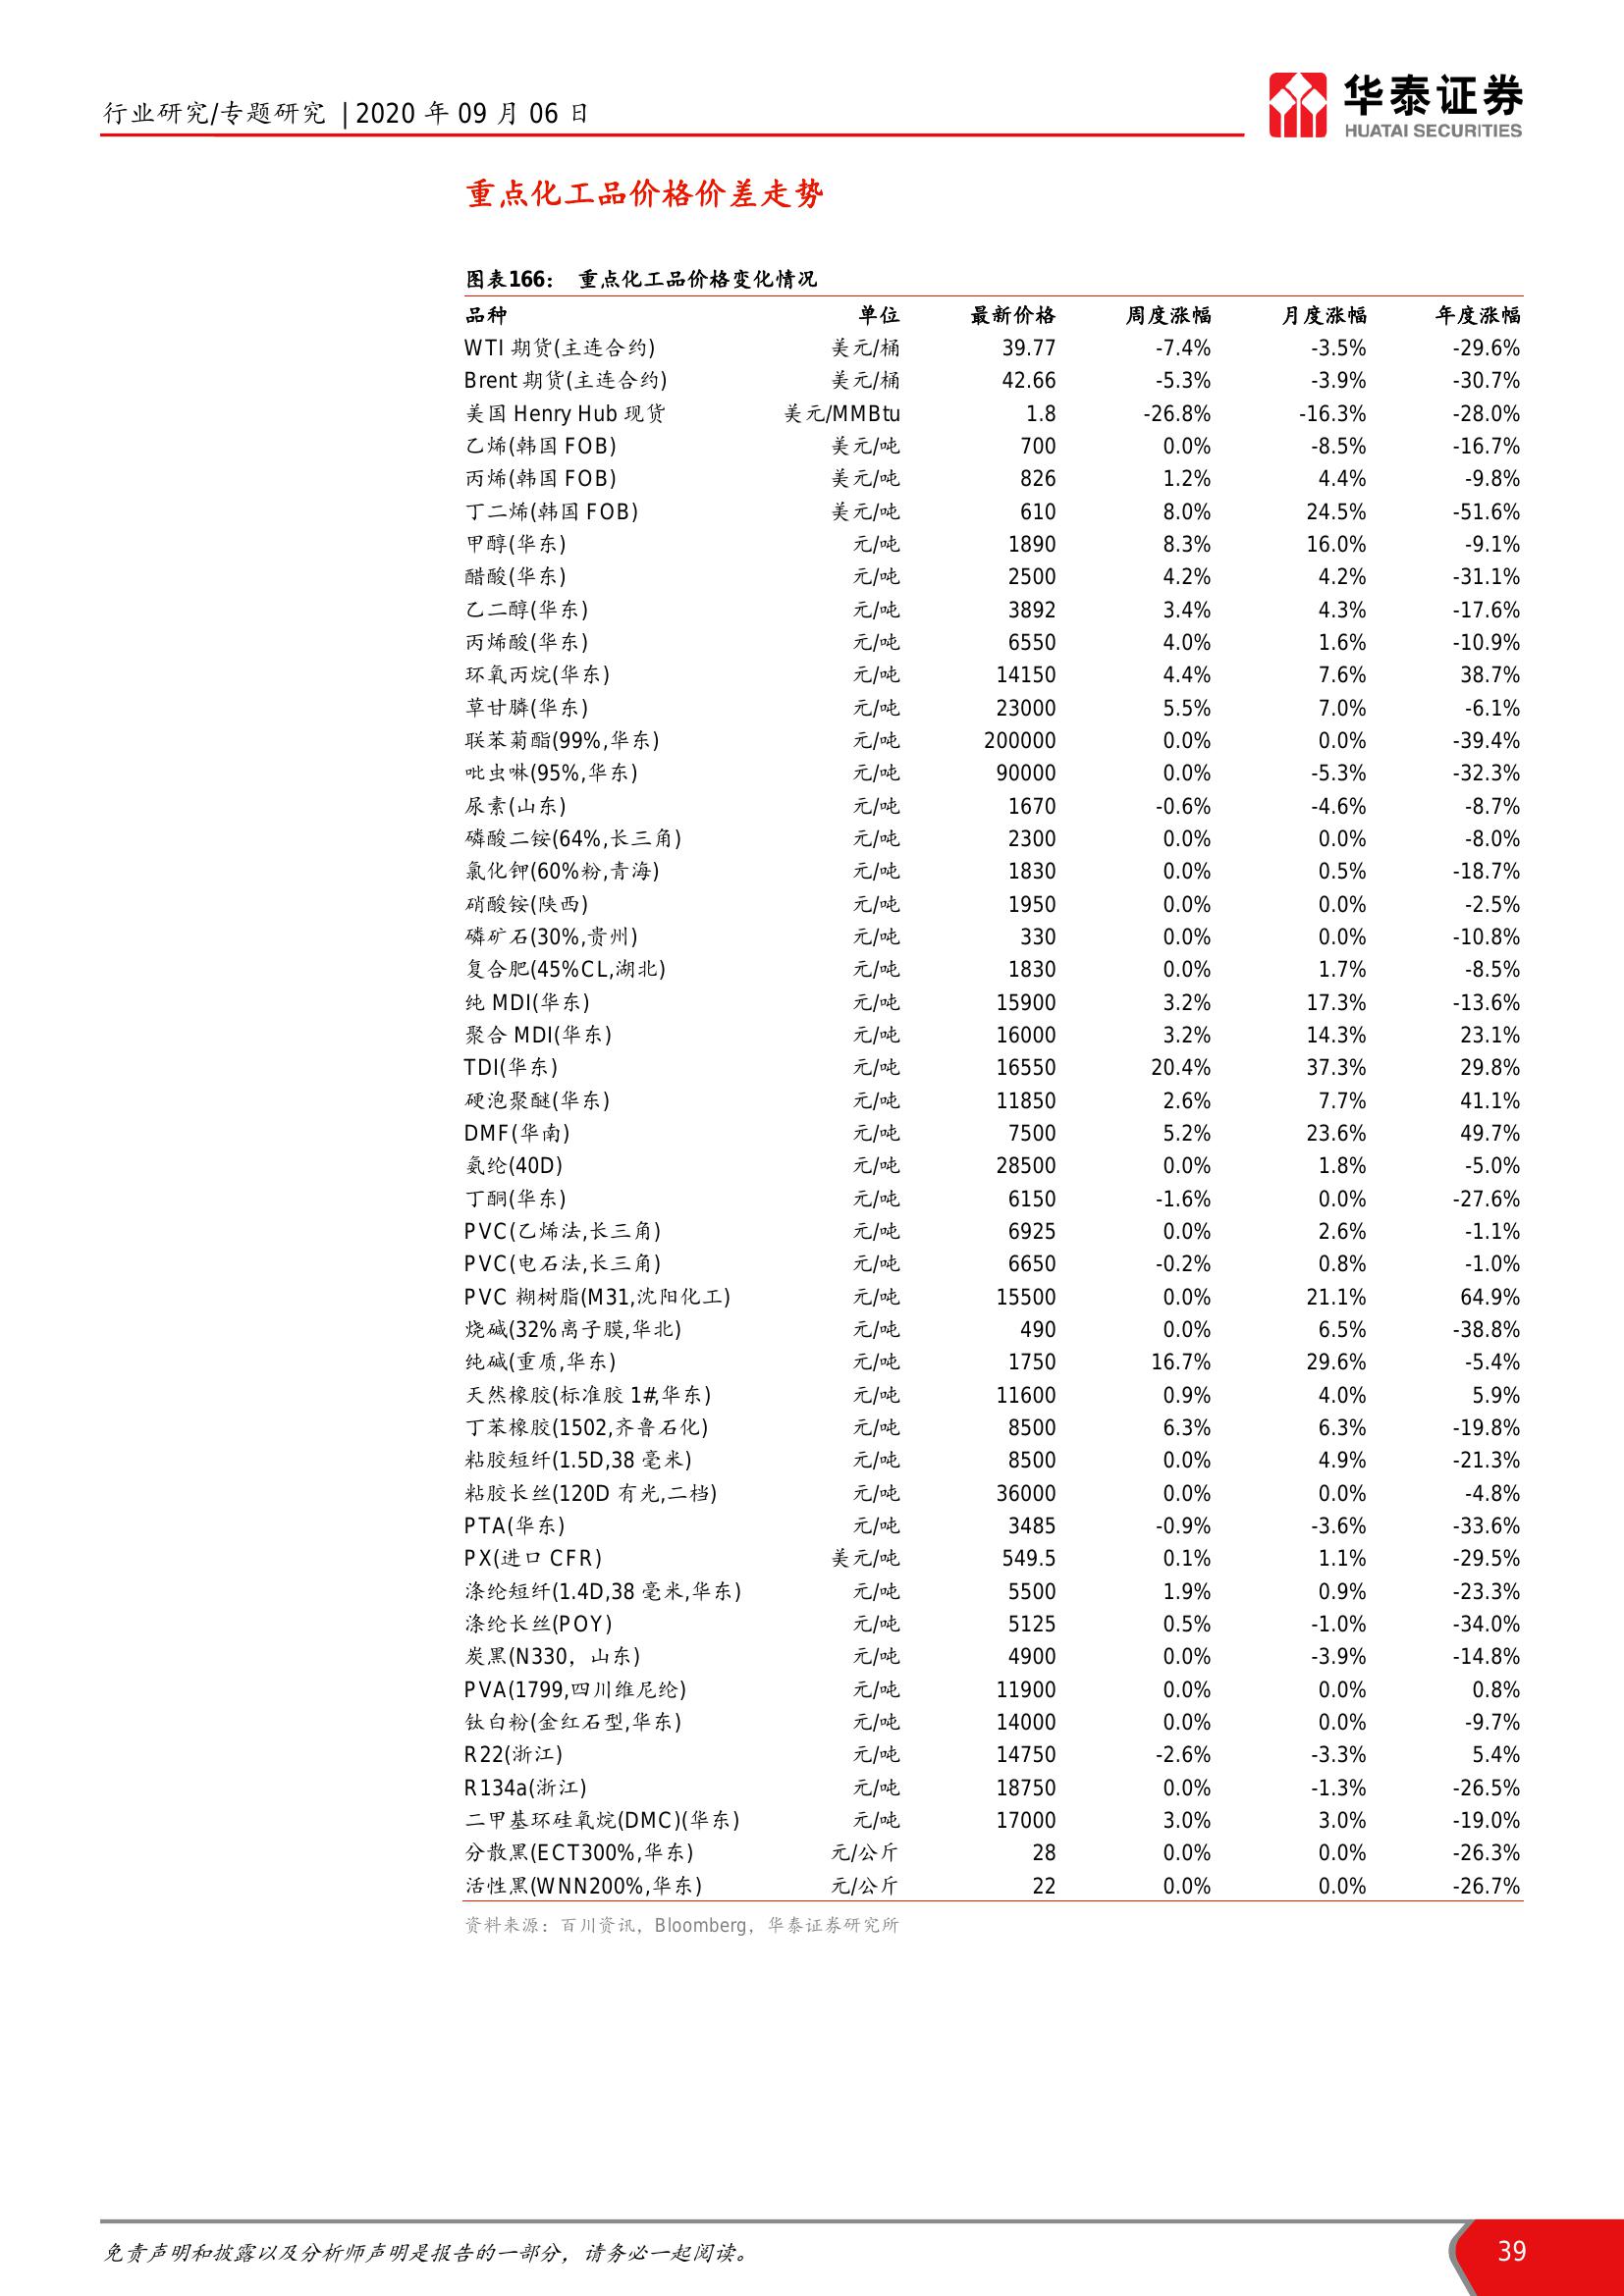 行业研究/专题研究 | 2020 年 09 月 06 日
华泰证券
HUATAI SECURITIES
重点化工品价格价差走势
图表166： 重点化工品价格变化情况
品种 单位 最新价格 周度涨幅 月度涨幅 年度涨幅
WTI 期货(主连合约) 美元/桶 39.77 -7.4% -3.5% -29.6%
Brent 期货(主连合约) 美元/桶 42.66 -5.3% -3.9% -30.7%
美国 Henry Hub 现货 美元/MMBtu 1.8 -26.8% -16.3% -28.0%
乙烯(韩国 FOB) 美元/吨 700 0.0% -8.5% -16.7%
丙烯(韩国 FOB) 美元/吨 826 1.2% 4.4% -9.8%
丁二烯(韩国 FOB) 美元/吨 610 8.0% 24.5% -51.6%
甲醇(华东) 元/吨 1890 8.3% 16.0% -9.1%
醋酸(华东) 元/吨 2500 4.2% 4.2% -31.1%
乙二醇(华东) 元/吨 3892 3.4% 4.3% -17.6%
丙烯酸(华东) 元/吨 6550 4.0% 1.6% -10.9%
环氧丙烷(华东) 元/吨 14150 4.4% 7.6% 38.7%
草甘膦(华东) 元/吨 23000 5.5% 7.0% -6.1%
联苯菊酯(99%,华东) 元/吨 200000 0.0% 0.0% -39.4%
吡虫啉(95%,华东) 元/吨 90000 0.0% -5.3% -32.3%
尿素(山东) 元/吨 1670 -0.6% -4.6% -8.7%
磷酸二铵(64%,长三角) 元/吨 2300 0.0% 0.0% -8.0%
氯化钾(60%粉,青海) 元/吨 1830 0.0% 0.5% -18.7%
硝酸铵(陕西) 元/吨 1950 0.0% 0.0% -2.5%
磷矿石(30%,贵州) 元/吨 330 0.0% 0.0% -10.8%
复合肥(45%CL,湖北) 元/吨 1830 0.0% 1.7% -8.5%
纯 MDI(华东) 元/吨 15900 3.2% 17.3% -13.6%
聚合 MDI(华东) 元/吨 16000 3.2% 14.3% 23.1%
TDI(华东) 元/吨 16550 20.4% 37.3% 29.8%
硬泡聚醚(华东) 元/吨 11850 2.6% 7.7% 41.1%
DMF(华南) 元/吨 7500 5.2% 23.6% 49.7%
氨纶(40D) 元/吨 28500 0.0% 1.8% -5.0%
丁酮(华东) 元/吨 6150 -1.6% 0.0% -27.6%
PVC(乙烯法,长三角) 元/吨 6925 0.0% 2.6% -1.1%
PVC(电石法,长三角) 元/吨 6650 -0.2% 0.8% -1.0%
PVC 糊树脂(M31,沈阳化工) 元/吨 15500 0.0% 21.1% 64.9%
烧碱(32%离子膜,华北) 元/吨 490 0.0% 6.5% -38.8%
纯碱(重质,华东) 元/吨 1750 16.7% 29.6% -5.4%
天然橡胶(标准胶 1#,华东) 元/吨 11600 0.9% 4.0% 5.9%
丁苯橡胶(1502,齐鲁石化) 元/吨 8500 6.3% 6.3% -19.8%
粘胶短纤(1.5D,38 毫米) 元/吨 8500 0.0% 4.9% -21.3%
粘胶长丝(120D 有光,二档) 元/吨 36000 0.0% 0.0% -4.8%
PTA(华东) 元/吨 3485 -0.9% -3.6% -33.6%
PX(进口 CFR) 美元/吨 549.5 0.1% 1.1% -29.5%
涤纶短纤(1.4D,38 毫米,华东) 元/吨 5500 1.9% 0.9% -23.3%
涤纶长丝(POY) 元/吨 5125 0.5% -1.0% -34.0%
炭黑(N330，山东) 元/吨 4900 0.0% -3.9% -14.8%
PVA(1799,四川维尼纶) 元/吨 11900 0.0% 0.0% 0.8%
钛白粉(金红石型,华东) 元/吨 14000 0.0% 0.0% -9.7%
R22(浙江) 元/吨 14750 -2.6% -3.3% 5.4%
R134a(浙江) 元/吨 18750 0.0% -1.3% -26.5%
二甲基环硅氧烷(DMC)(华东) 元/吨 17000 3.0% 3.0% -19.0%
分散黑(ECT300%,华东) 元/公斤 28 0.0% 0.0% -26.3%
活性黑(WNN200%,华东) 元/公斤 22 0.0% 0.0% -26.7%
资料来源：百川资讯，Bloomberg，华泰证券研究所
免责声明和披露以及分析师声明是报告的一部分，请务必一起阅读。
39